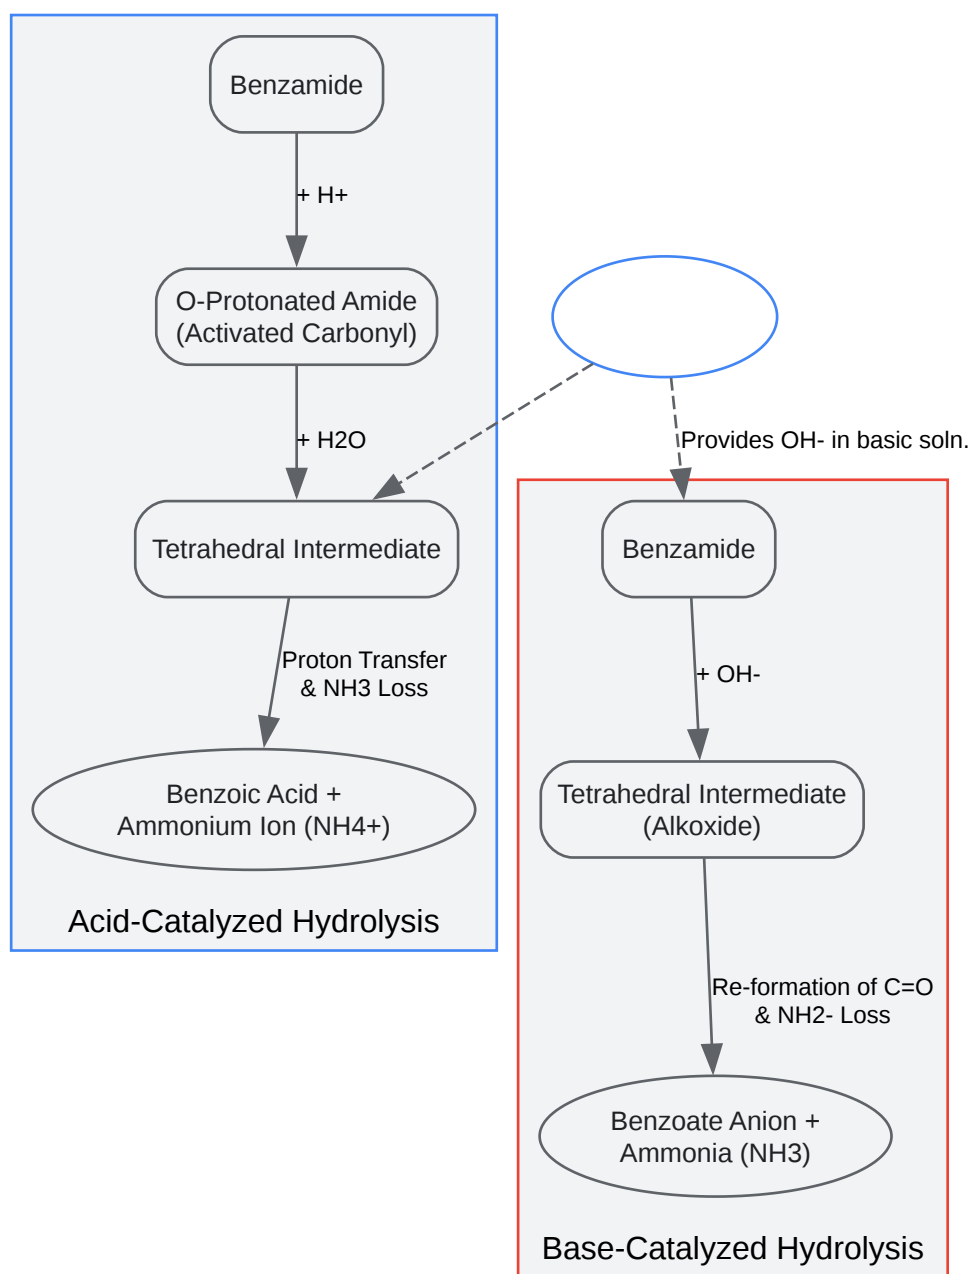 Benzamide
+ H+
O-Protonated Amide
(Activated Carbonyl)
+ H2O
Tetrahedral Intermediate
Proton Transfer
& NH3 Loss
Benzoic Acid +
Ammonium Ion (NH4+)
Acid-Catalyzed Hydrolysis
Provides OH- in basic soln.
Benzamide
+ OH-
Tetrahedral Intermediate
(Alkoxide)
Re-formation of C=O
& NH2- Loss
Benzoate Anion +
Ammonia (NH3)
Base-Catalyzed Hydrolysis